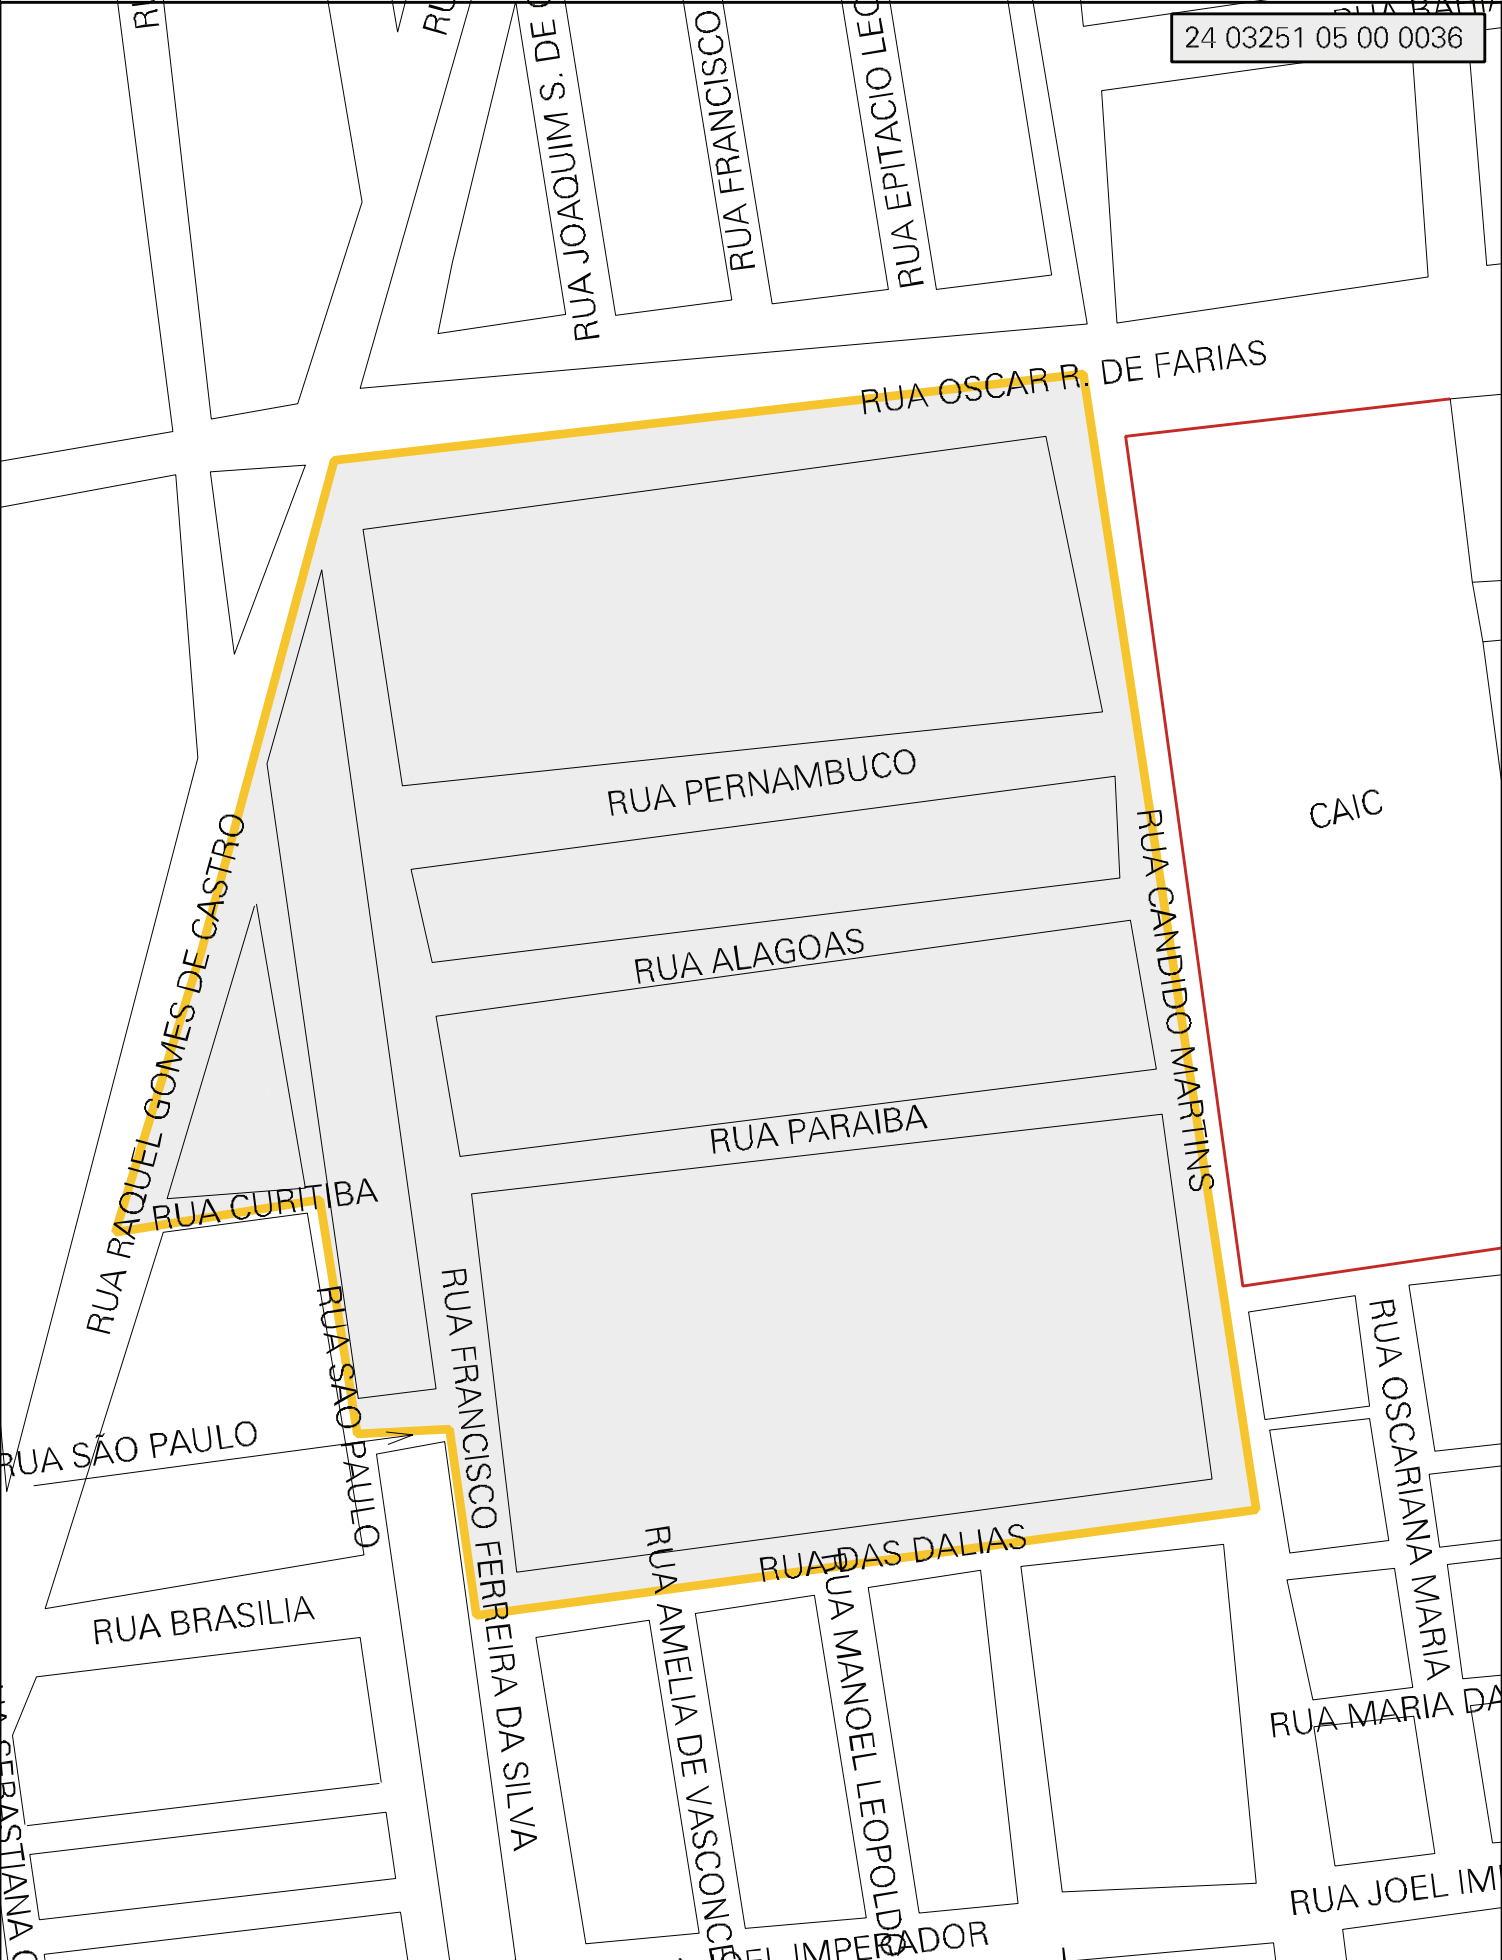 24 03251 05 00 0036
RUA JOAQUIM S. DE
RUA FRANCISCO
RUA EPITACIO LEO
RUA OSCAR R. DE FARIAS
RUA PERNAMBUCO
CAIC
RUA RAQUEL GOMES DE CASTRO
RUA CANDIDO MARTINS
RUA ALAGOAS
RUA PARAIBA
RUA CURITIBA
RUA SAO PAULO
RUA FRANCISCO FERREIRA DA SILVA
RUA OSCARIANA MARIA
RUA SÃO PAULO
RUA DAS DALIAS
RUA AMELIA DE VASCONCE
RUA MANOEL LEOPOLDO
RUA BRASILIA
RUA MARIA DA
RUA JOEL IM
OEL IMPERADOR